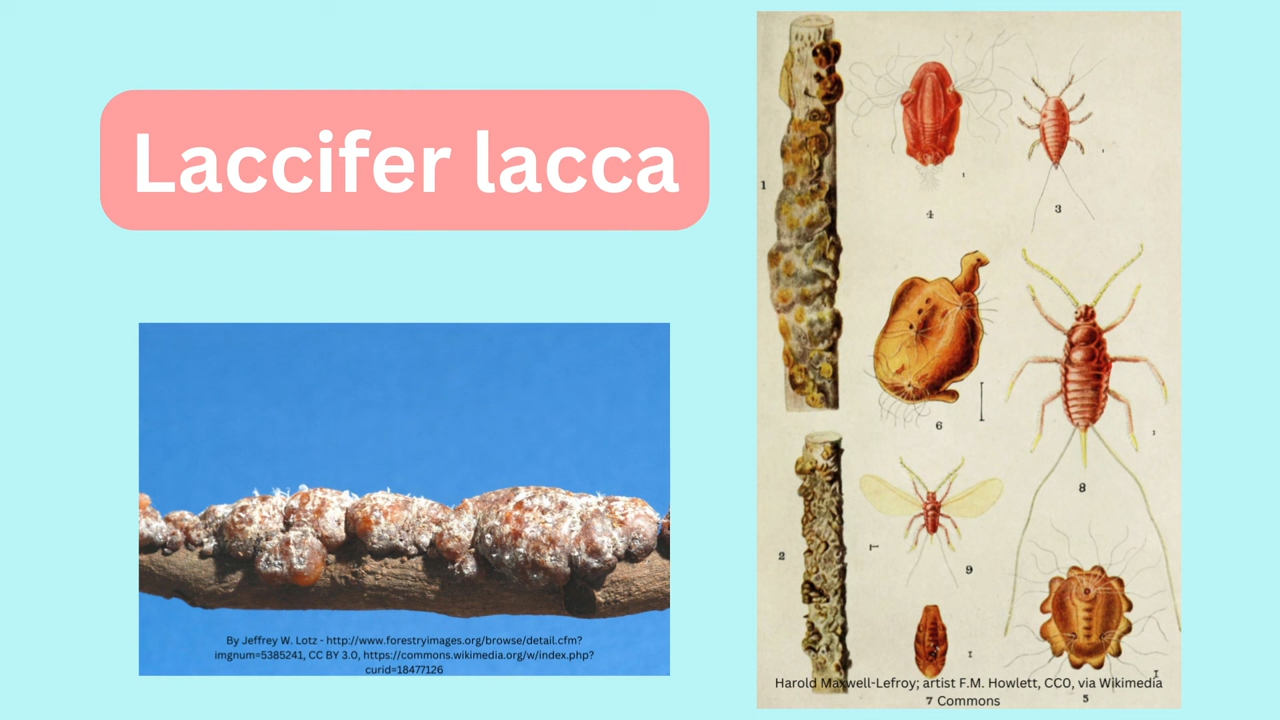 Laccifer lacca
By Jeffrey W. Lotz - http://www.forestryimages.org/browse/detail.cfm?
imgnum=5385241, CC BY 3.0, https://commons.wikimedia.org/w/index.php?
curid=18477126
1
4
3
6
8
2
9
Harold Maxwell-Lefroy; artist F.M. Howlett, CC0, via Wikimedia
7 Commons
5